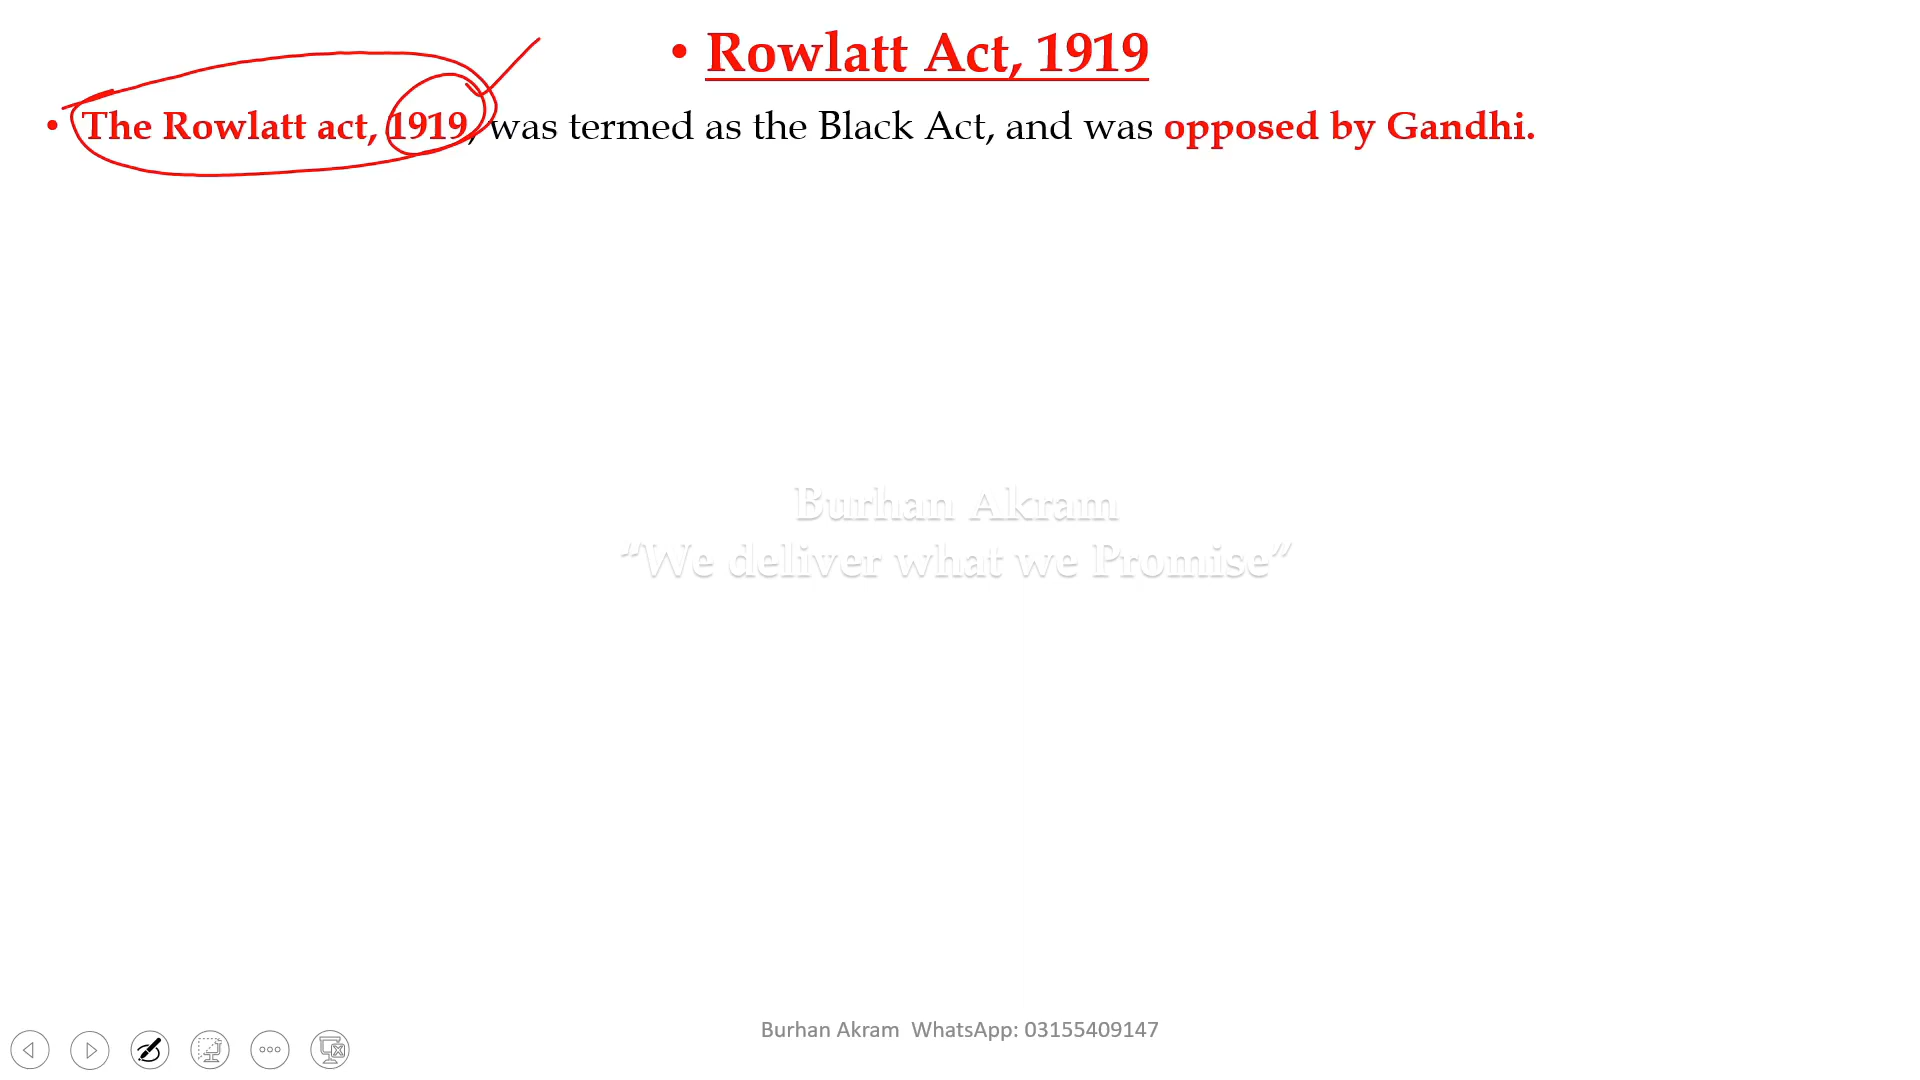 • Rowlatt Act, 1919
• The Rowlatt act, 1919, was termed as the Black Act, and was opposed by Gandhi.
Burhan Akram
“We deliver what we Promise”
Burhan Akram WhatsApp: 03155409147